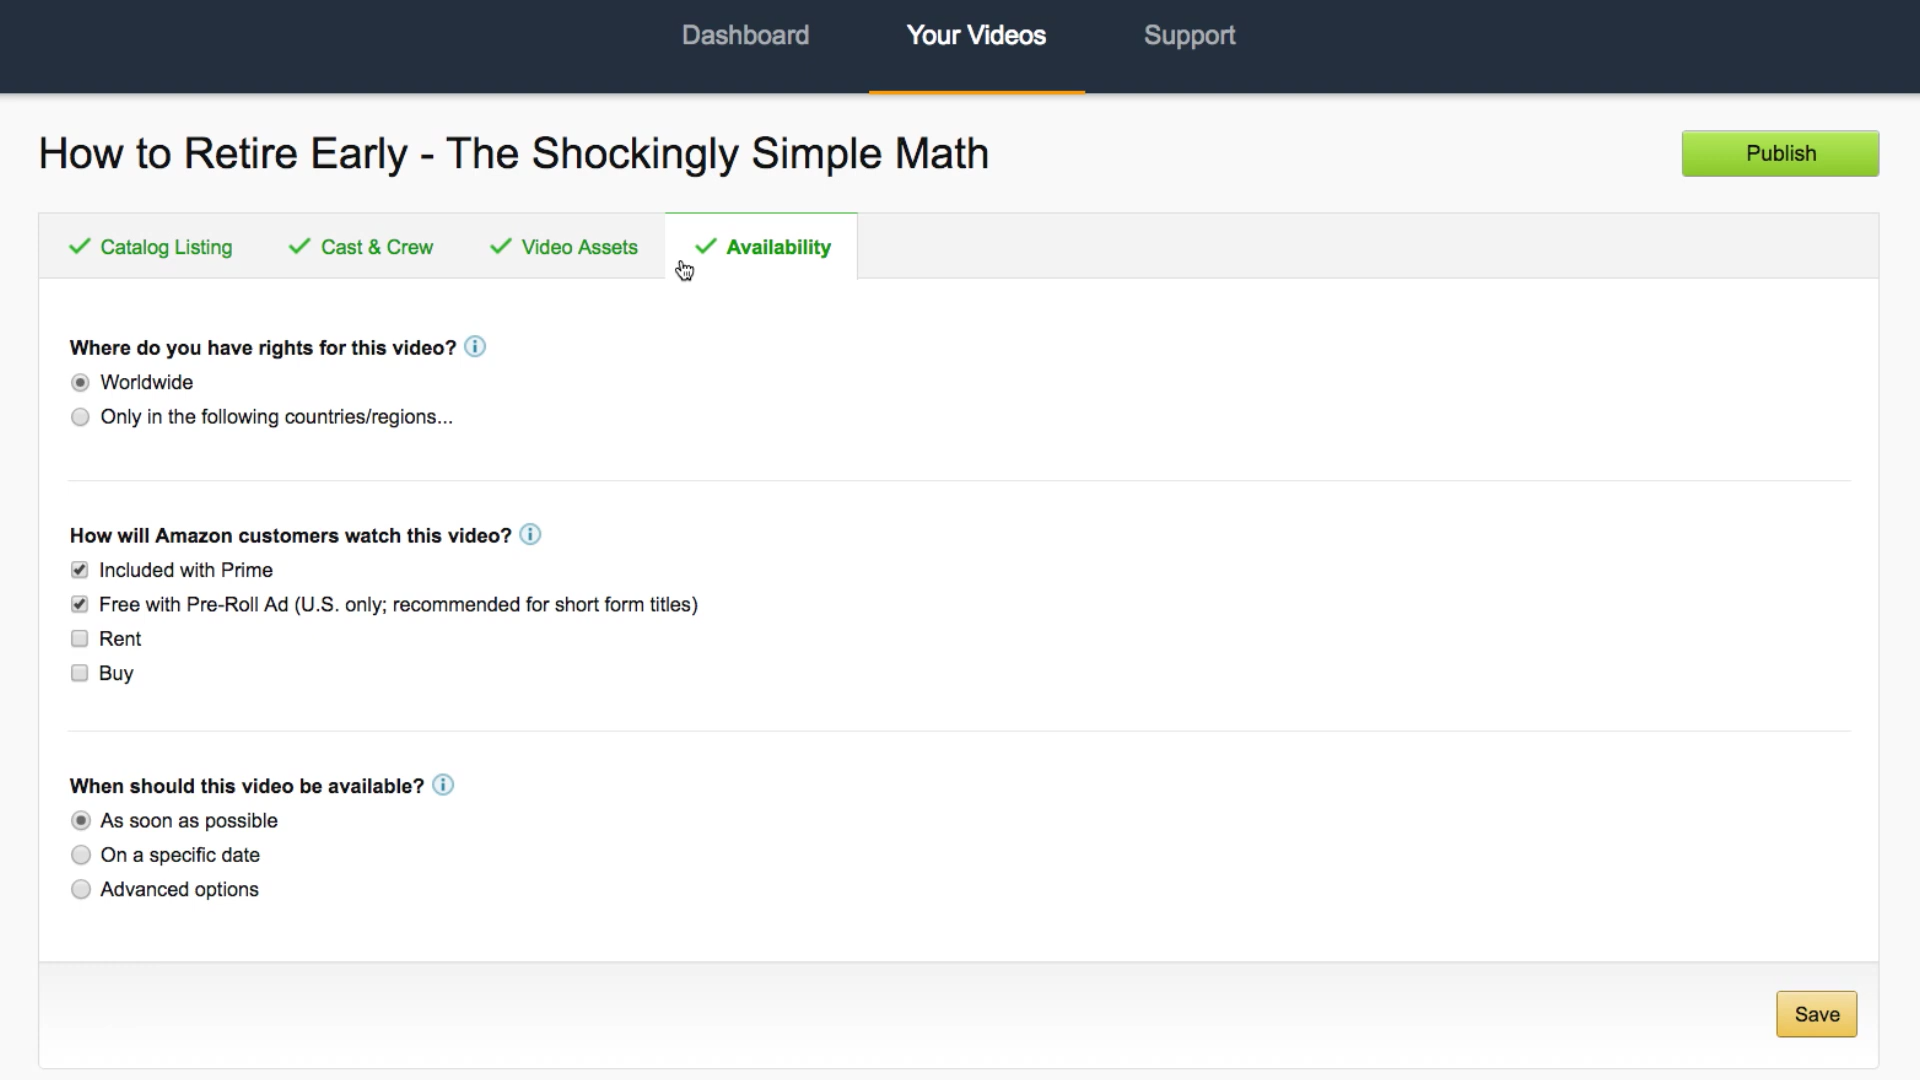 Dashboard Your Videos Support
How to Retire Early - The Shockingly Simple Math Publish
Catalog Listing Cast & Crew Video Assets Availability
Where do you have rights for this video?
Worldwide
Only in the following countries/regions...
How will Amazon customers watch this video?
Included with Prime
Free with Pre-Roll Ad (U.S. only; recommended for short form titles)
Rent
Buy
When should this video be available?
As soon as possible
On a specific date
Advanced options
Save